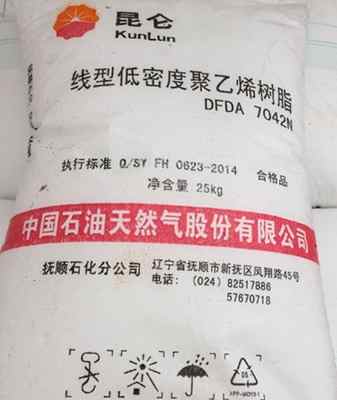 昆仑
KunLun
线型低密度聚乙烯树脂
DFDA 7042N
执行标准 Q/SY FH 0623-2014 合格品
净含量 25kg
中国石油天然气股份有限公司
抚顺石化分公司
辽宁省抚顺市新抚区凤翔路45号
电话:(024) 82517886
57670718
05